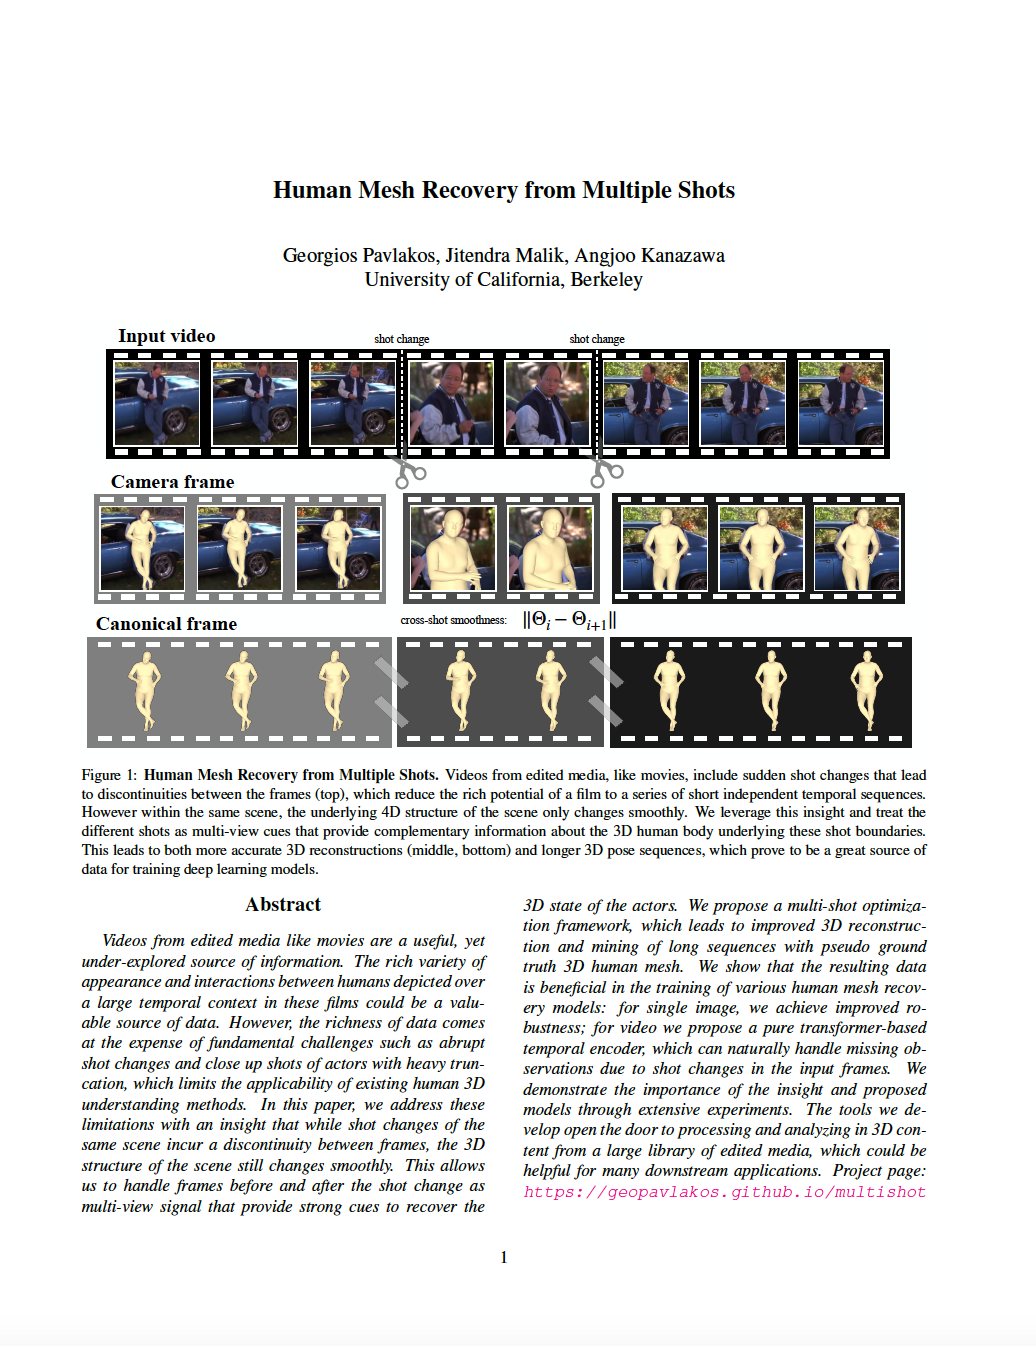 Human Mesh Recovery from Multiple Shots
Georgios Pavlakos, Jitendra Malik, Angjoo Kanazawa
University of California, Berkeley
Input video
shot change
shot change
Camera frame
Canonical frame
cross-shot smoothness: ||Θi − Θi+1||
Figure 1: Human Mesh Recovery from Multiple Shots. Videos from edited media, like movies, include sudden shot changes that lead
to discontinuities between the frames (top), which reduce the rich potential of a film to a series of short independent temporal sequences.
However within the same scene, the underlying 4D structure of the scene only changes smoothly. We leverage this insight and treat the
different shots as multi-view cues that provide complementary information about the 3D human body underlying these shot boundaries.
This leads to both more accurate 3D reconstructions (middle, bottom) and longer 3D pose sequences, which prove to be a great source of
data for training deep learning models.
Abstract
Videos from edited media like movies are a useful, yet
under-explored source of information. The rich variety of
appearance and interactions between humans depicted over
a large temporal context in these films could be a valu-
able source of data. However, the richness of data comes
at the expense of fundamental challenges such as abrupt
shot changes and close up shots of actors with heavy trun-
cation, which limits the applicability of existing human 3D
understanding methods. In this paper, we address these
limitations with an insight that while shot changes of the
same scene incur a discontinuity between frames, the 3D
structure of the scene still changes smoothly. This allows
us to handle frames before and after the shot change as
multi-view signal that provide strong cues to recover the
3D state of the actors. We propose a multi-shot optimiza-
tion framework, which leads to improved 3D reconstruc-
tion and mining of long sequences with pseudo ground
truth 3D human mesh. We show that the resulting data
is beneficial in the training of various human mesh recov-
ery models: for single image, we achieve improved ro-
bustness; for video we propose a pure transformer-based
temporal encoder, which can naturally handle missing ob-
servations due to shot changes in the input frames. We
demonstrate the importance of the insight and proposed
models through extensive experiments. The tools we de-
velop open the door to processing and analyzing in 3D con-
tent from a large library of edited media, which could be
helpful for many downstream applications. Project page:
https://geopavlakos.github.io/multishot
1